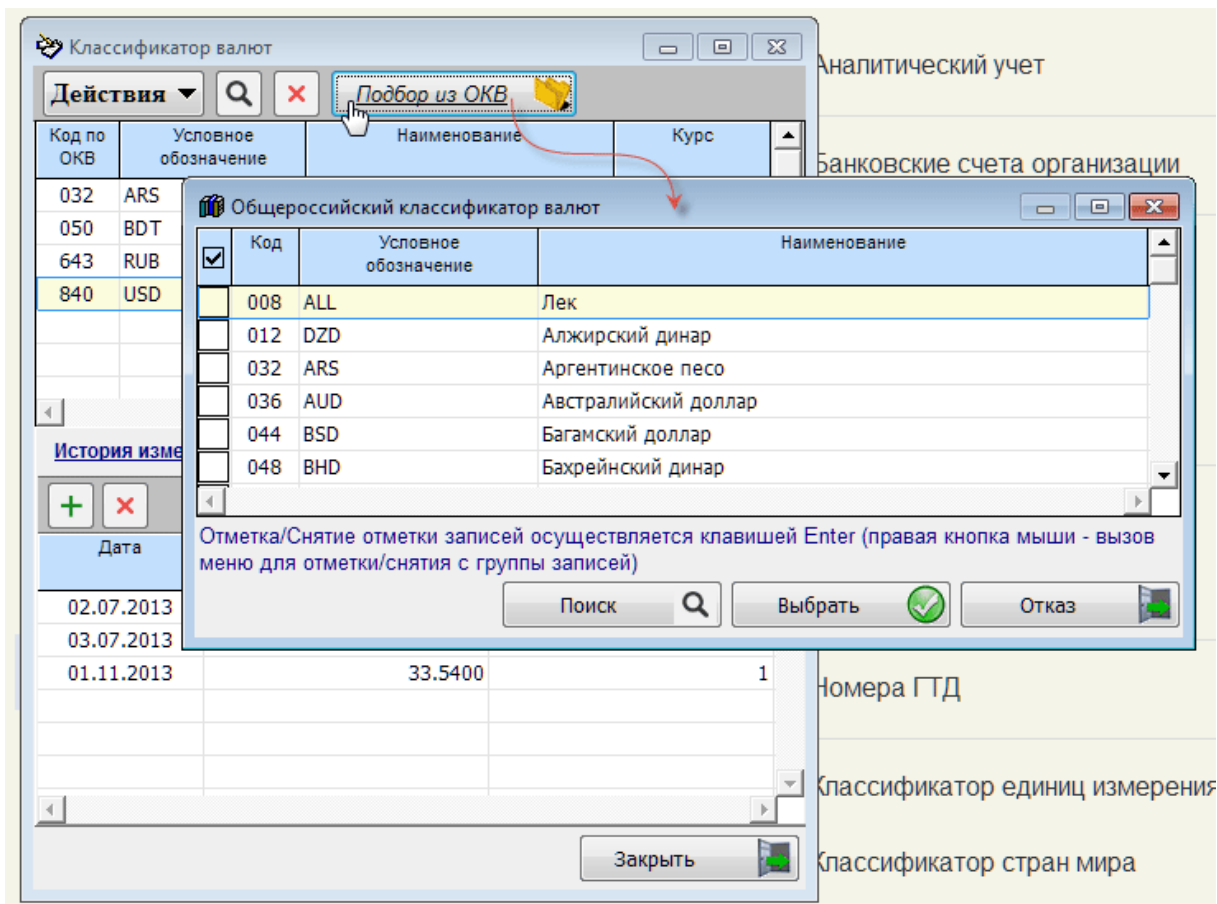 Классификатор валют
Действия
Подбор из ОКВ
Код по ОКВ
Условное обозначение
Наименование
Курс
032 ARS
050 BDT
643 RUB
840 USD
Общероссийский классификатор валют
Код
Условное обозначение
Наименование
008 ALL Лек
012 DZD Алжирский динар
032 ARS Аргентинское песо
036 AUD Австралийский доллар
044 BSD Багамский доллар
048 BHD Бахрейнский динар
Отметка/Снятие отметки записей осуществляется клавишей Enter (правая кнопка мыши - вызов
меню для отметки/снятия с группы записей)
Поиск
Выбрать
Отказ
История изме
Дата
02.07.2013
03.07.2013
01.11.2013 33.5400 1
Закрыть
Аналитический учет
Банковские счета организации
Номера ГТД
Классификатор единиц измерения
Классификатор стран мира